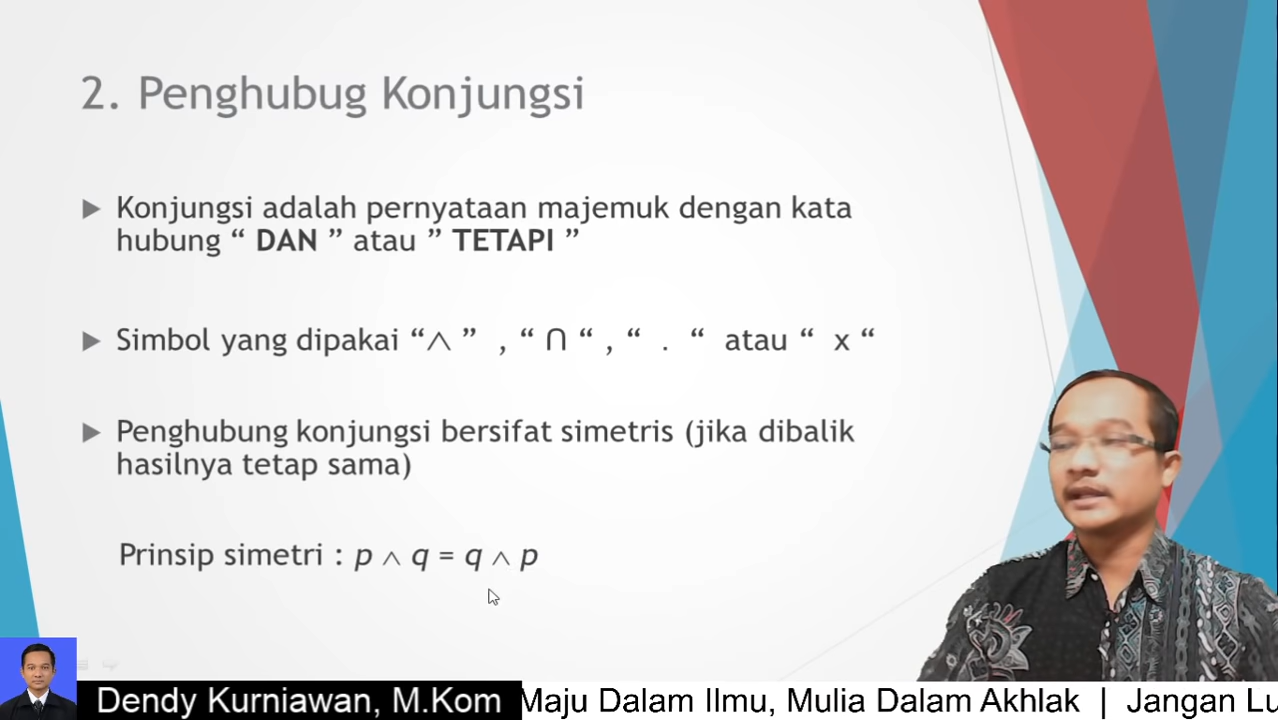 2. Penghubug Konjungsi
Konjungsi adalah pernyataan majemuk dengan kata
hubung “ DAN ” atau ” TETAPI ”
Simbol yang dipakai “∧ ” , “ ∩ “ , “ . “ atau “ x “
Penghubung konjungsi bersifat simetris (jika dibalik
hasilnya tetap sama)
Prinsip simetri : p ∧ q = q ∧ p
Dendy Kurniawan, M.Kom
Maju Dalam Ilmu, Mulia Dalam Akhlak | Jangan Lu